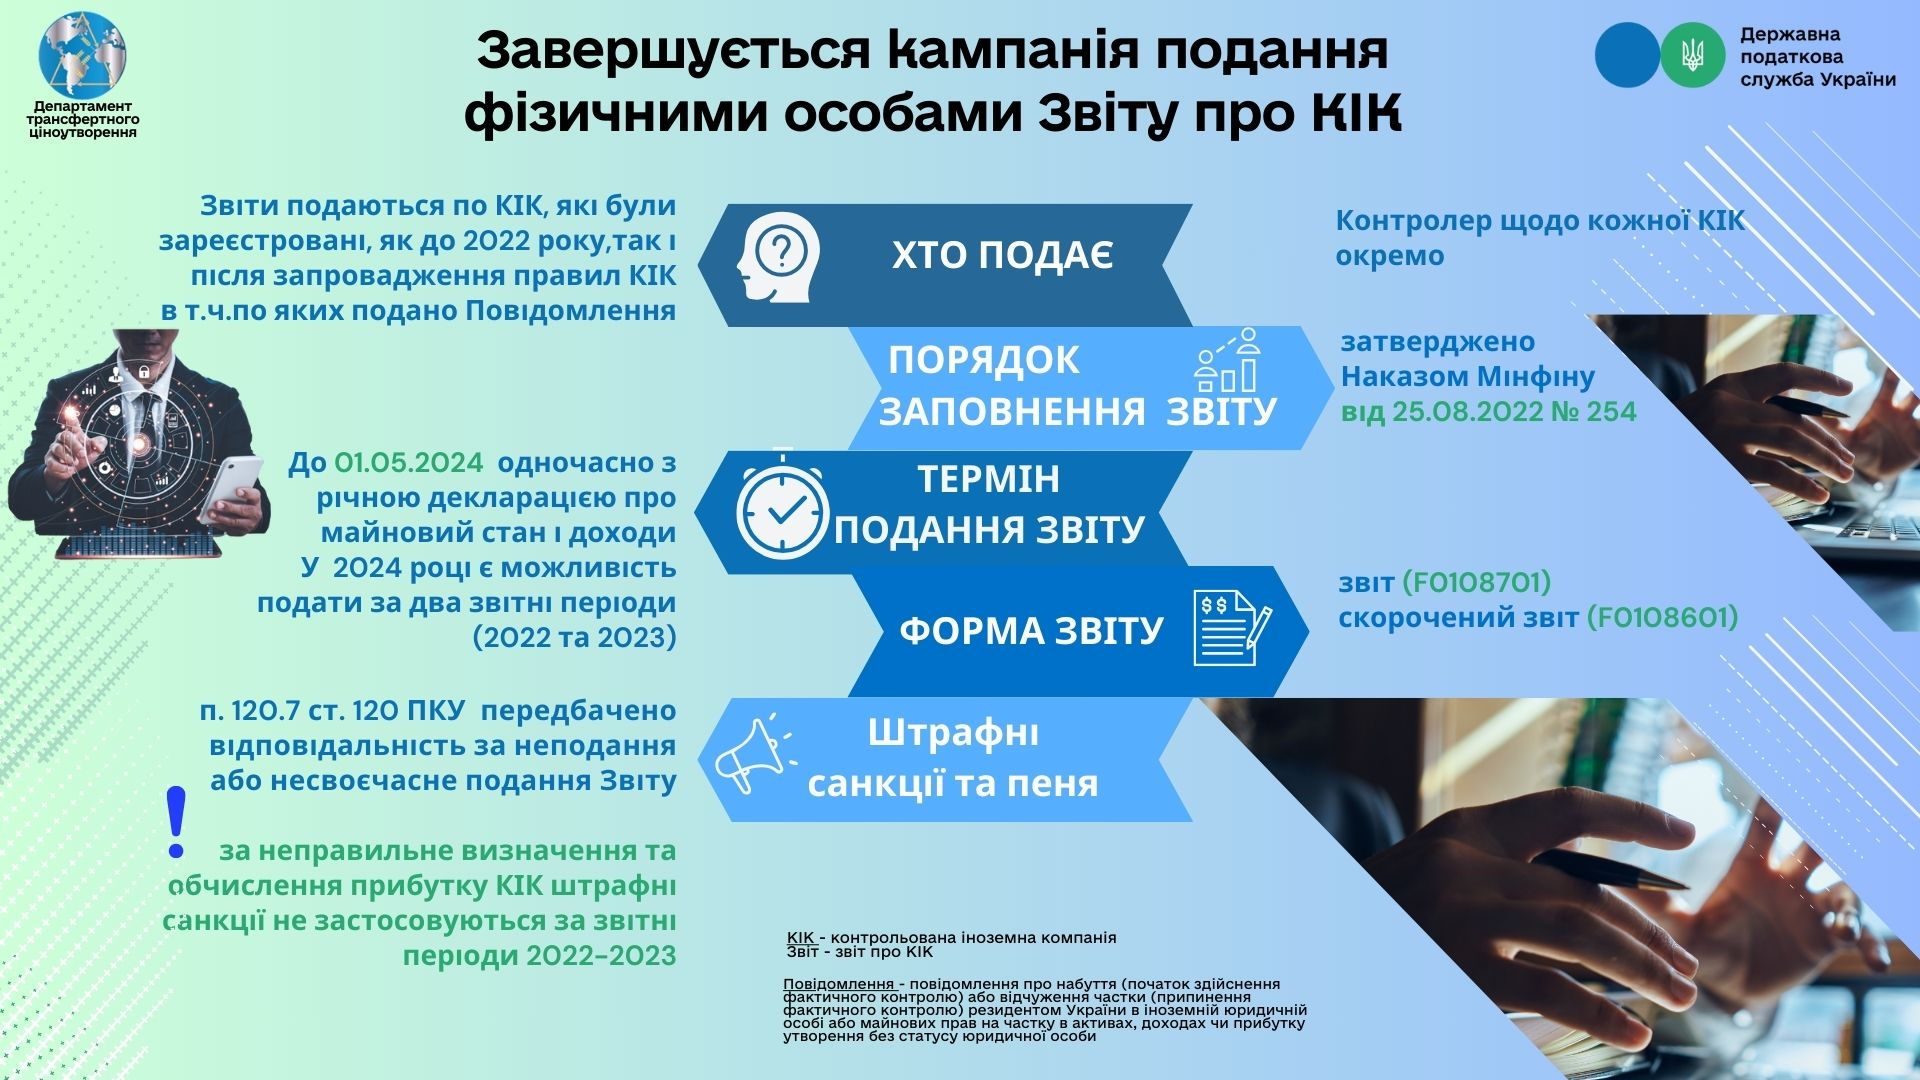 Департамент
трансфертного
ціноутворення
Завершується кампанія подання
фізичними особами Звіту про КІК
Державна
податкова
служба України
Звіти подаються по КІК, які були
зареєстровані, як до 2022 року,так і
після запровадження правил КІК
в т.ч.по яких подано Повідомлення
ХТО ПОДАЄ
Контролер щодо кожної КІК
окремо
ПОРЯДОК
ЗАПОВНЕННЯ ЗВІТУ
затверджено
Наказом Мінфіну
від 25.08.2022 № 254
До 01.05.2024 одночасно з
річною декларацією про
майновий стан і доходи
У 2024 році є можливість
подати за два звітні періоди
(2022 та 2023)
ТЕРМІН
ПОДАННЯ ЗВІТУ
ФОРМА ЗВІТУ
звіт (F0108701)
скорочений звіт (F0108601)
п. 120.7 ст. 120 ПКУ передбачено
відповідальність за неподання
або несвоєчасне подання Звіту
Штрафні
санкції та пеня
!
за неправильне визначення та
обчислення прибутку КІК штрафні
санкції не застосовуються за звітні
періоди 2022-2023
КІК - контрольована іноземна компанія
Звіт - звіт про КІК
Повідомлення - повідомлення про набуття (початок здійснення
фактичного контролю) або відчуження частки (припинення
фактичного контролю) резидентом України в іноземній юридичній
особі або майнових прав на частку в активах, доходах чи прибутку
утворення без статусу юридичної особи